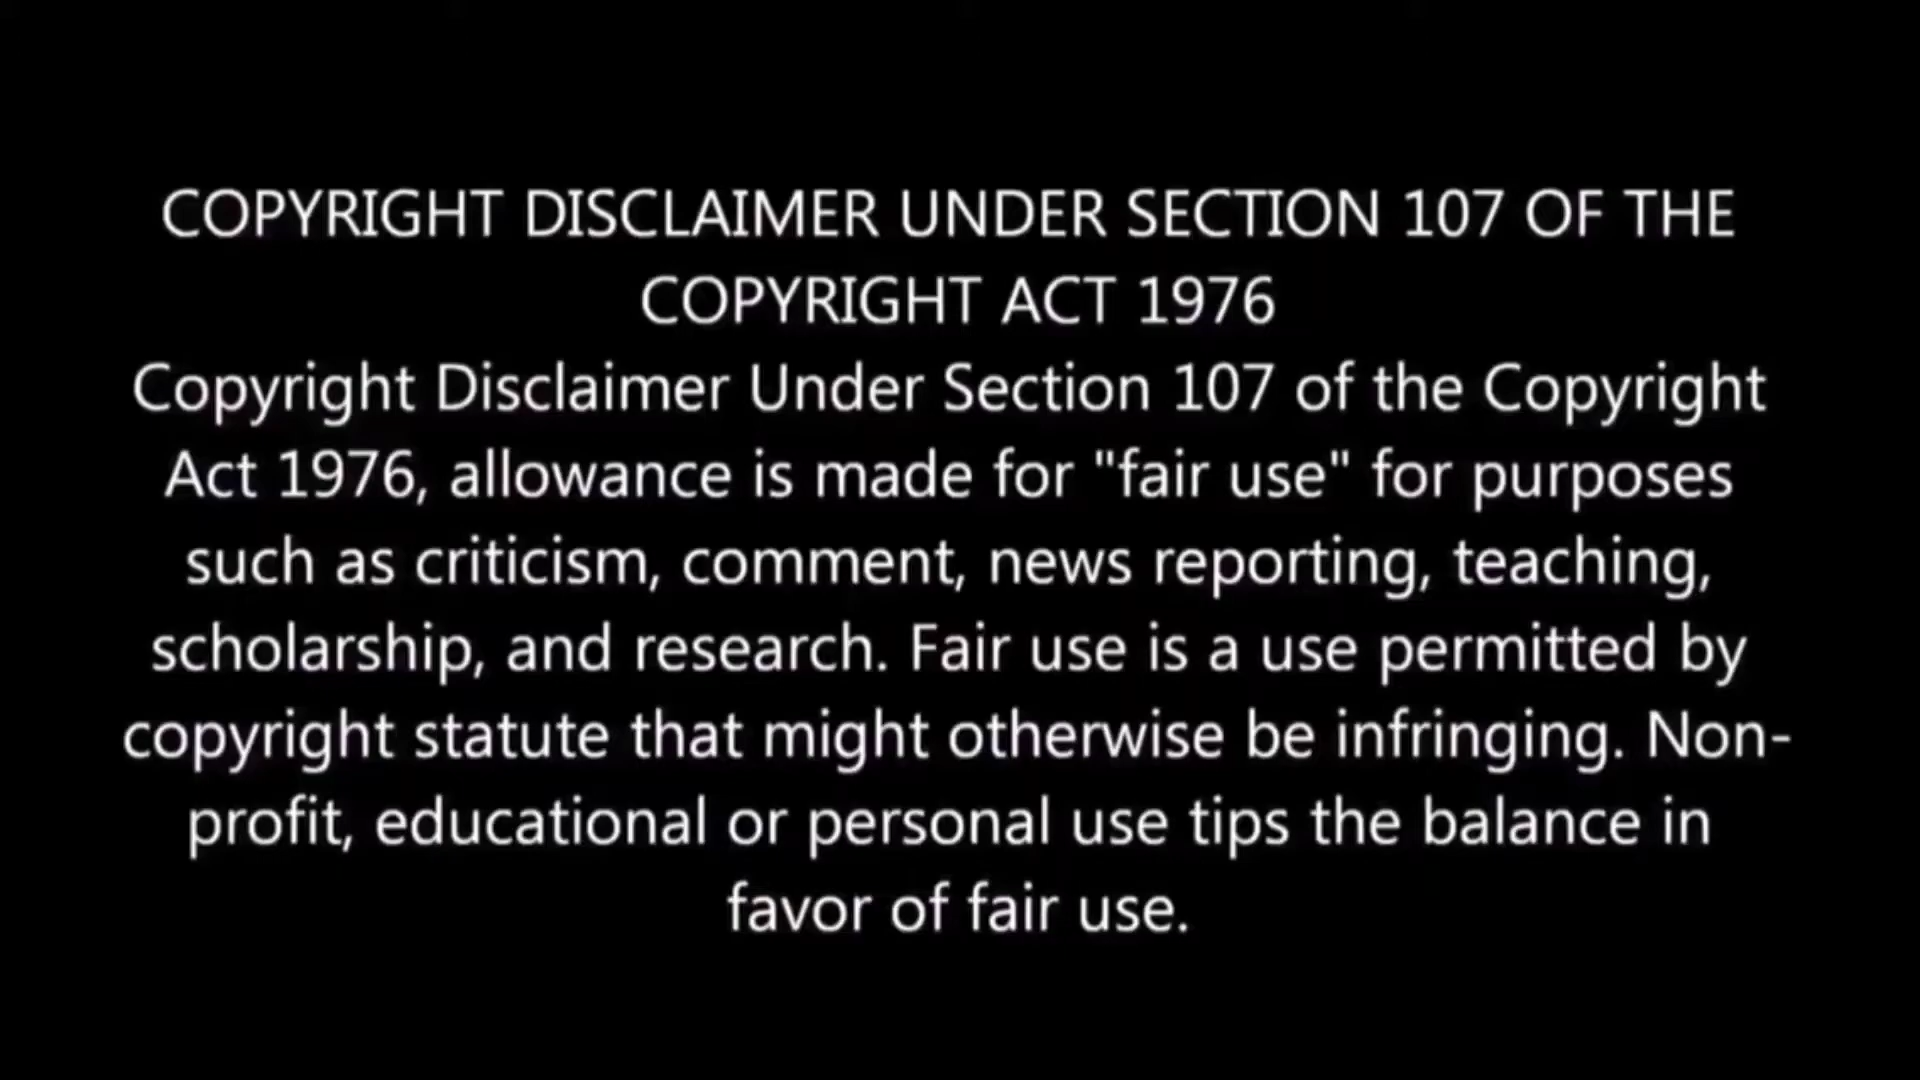 COPYRIGHT DISCLAIMER UNDER SECTION 107 OF THE
COPYRIGHT ACT 1976
Copyright Disclaimer Under Section 107 of the Copyright
Act 1976, allowance is made for "fair use" for purposes
such as criticism, comment, news reporting, teaching,
scholarship, and research. Fair use is a use permitted by
copyright statute that might otherwise be infringing. Non-
profit, educational or personal use tips the balance in
favor of fair use.